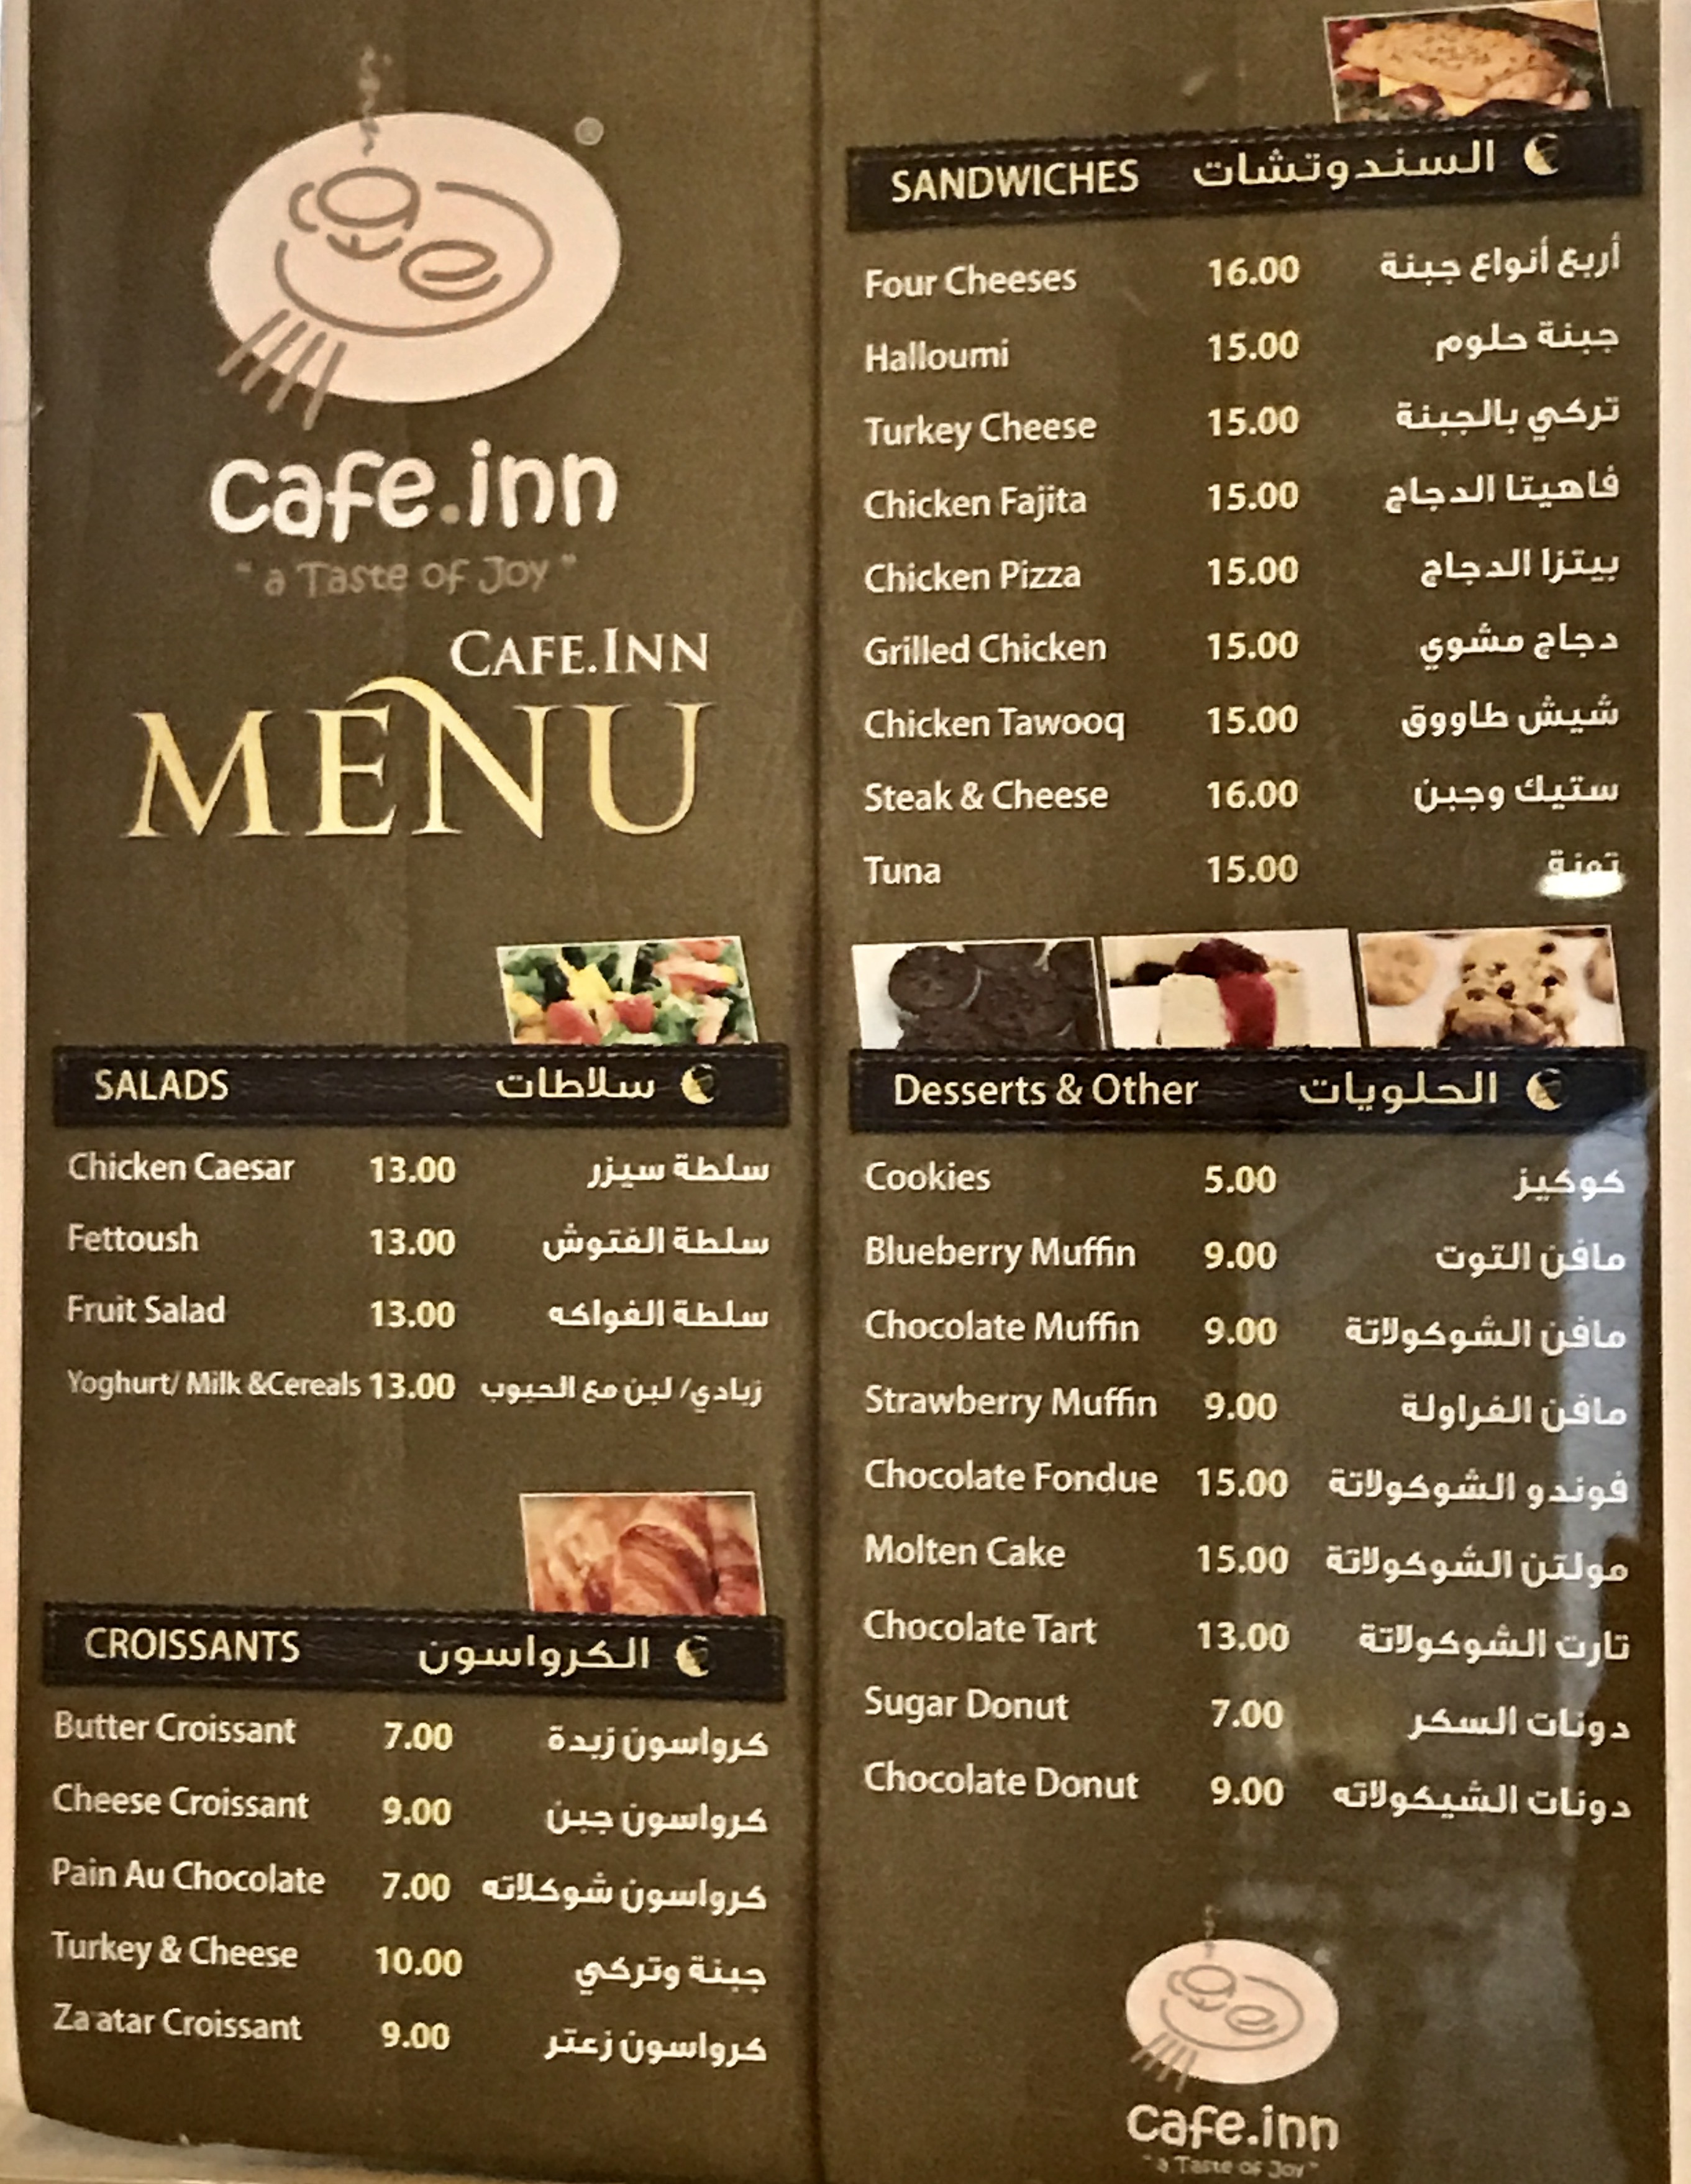 cafe.inn
" a Taste of Joy "
CAFE.INN
MENU
SALADS سلاطات
Chicken Caesar 13.00 سلطة سيزر
Fettoush 13.00 سلطة الفتوش
Fruit Salad 13.00 سلطة الفواكه
Yoghurt/ Milk &Cereals 13.00 زبادي/ لبن مع الحبوب
CROISSANTS الكرواسون
Butter Croissant 7.00 كرواسون زبدة
Cheese Croissant 9.00 كرواسون جبن
Pain Au Chocolate 7.00 كرواسون شوكلاته
Turkey & Cheese 10.00 جبنة وتركي
Za'atar Croissant 9.00 كرواسون زعتر
SANDWICHES السندوتشات
Four Cheeses 16.00 أربع أنواع جبنة
Halloumi 15.00 جبنة حلوم
Turkey Cheese 15.00 تركي بالجبنة
Chicken Fajita 15.00 فاهيتا الدجاج
Chicken Pizza 15.00 بيتزا الدجاج
Grilled Chicken 15.00 دجاج مشوي
Chicken Tawooq 15.00 شيش طاووق
Steak & Cheese 16.00 ستيك وجبن
Tuna 15.00 تونة
Desserts & Other الحلويات
Cookies 5.00 كوكيز
Blueberry Muffin 9.00 مافن التوت
Chocolate Muffin 9.00 مافن الشوكولاتة
Strawberry Muffin 9.00 مافن الفراولة
Chocolate Fondue 15.00 فوندو الشوكولاتة
Molten Cake 15.00 مولتن الشوكولاتة
Chocolate Tart 13.00 تارت الشوكولاتة
Sugar Donut 7.00 دونات السكر
Chocolate Donut 9.00 دونات الشيكولاته
cafe.inn
" a Taste of Joy "